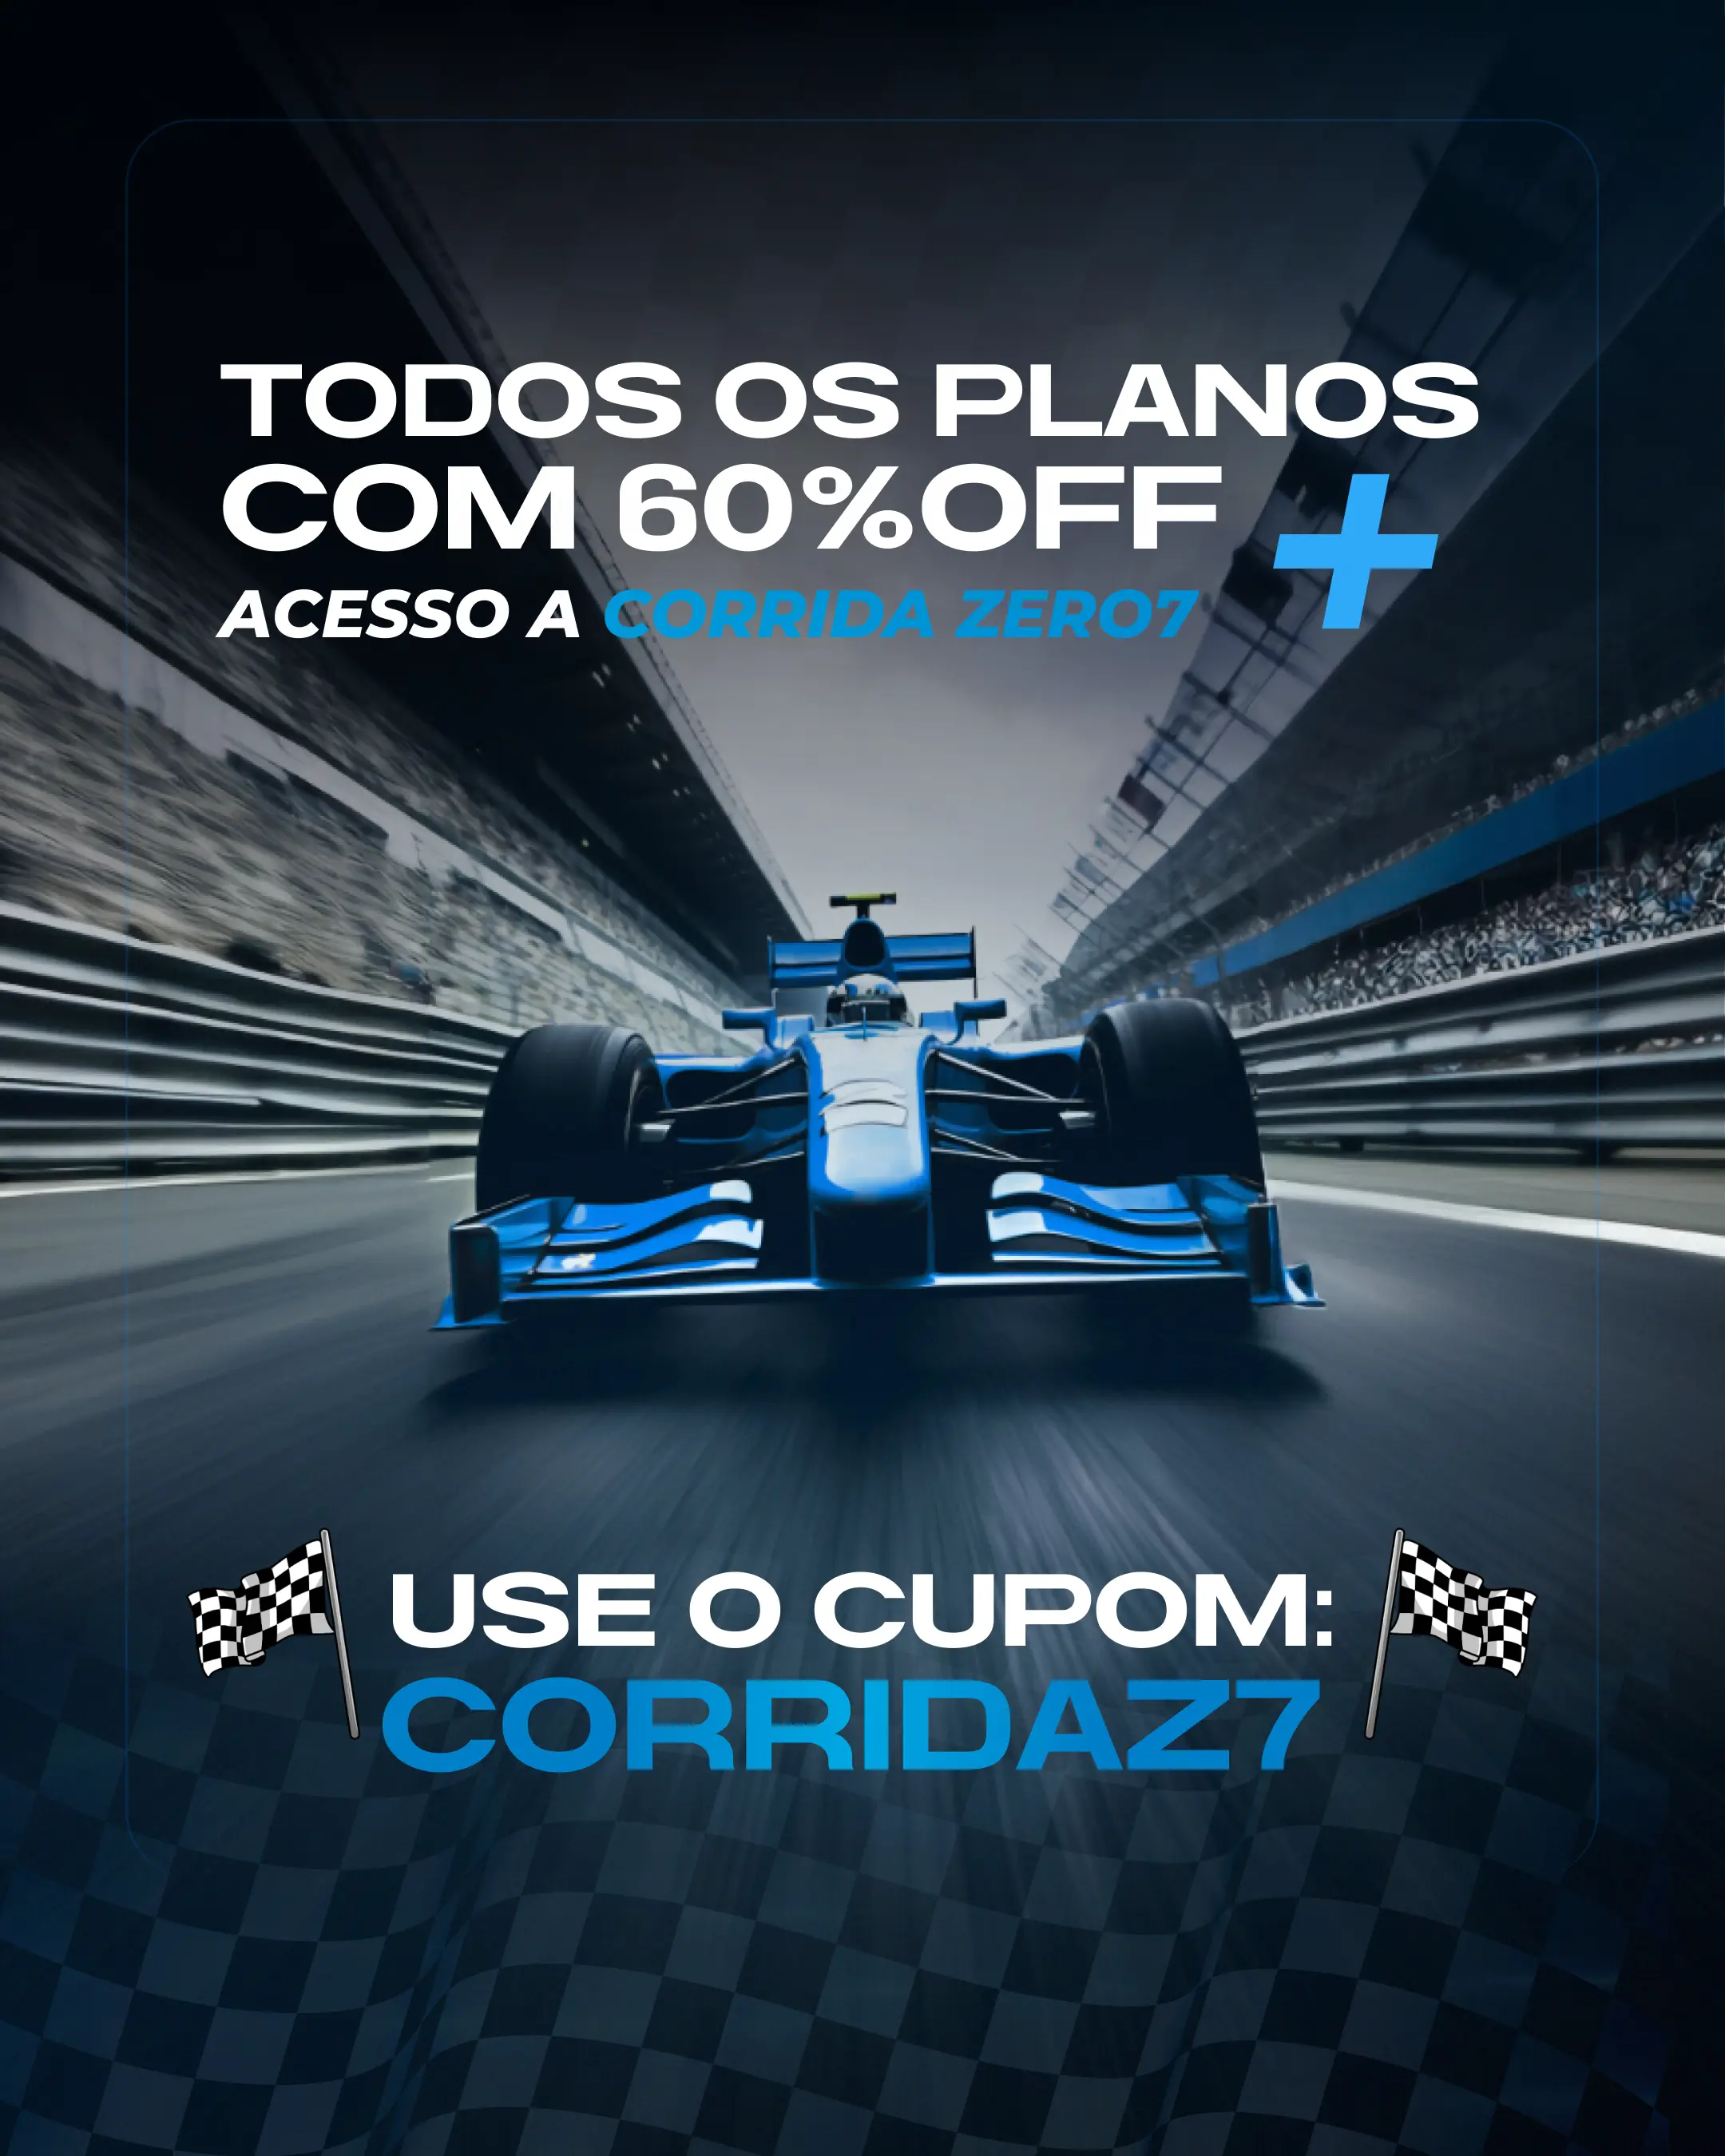 TODOS OS PLANOS
COM 60%OFF +
ACESSO A CORRIDA ZERO7
USE O CUPOM:
CORRIDAZ7